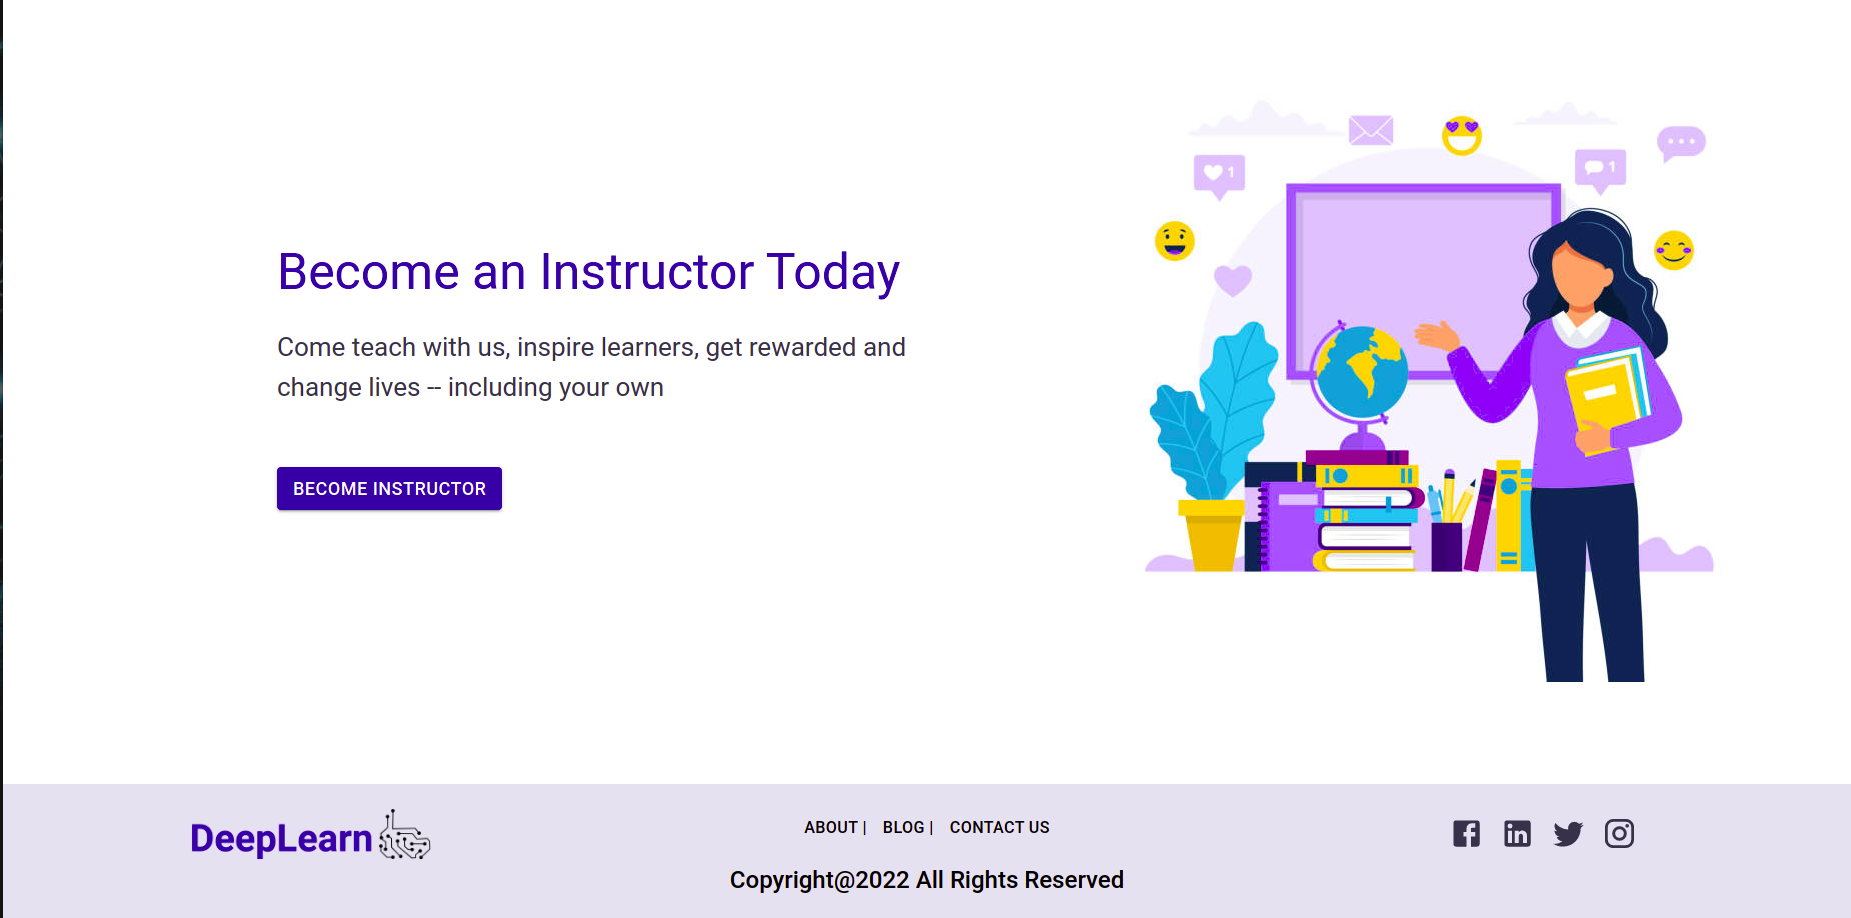 1
1
Become an Instructor Today
Come teach with us, inspire learners, get rewarded and
change lives -- including your own
BECOME INSTRUCTOR
DeepLearn
ABOUT | BLOG | CONTACT US
Copyright@2022 All Rights Reserved